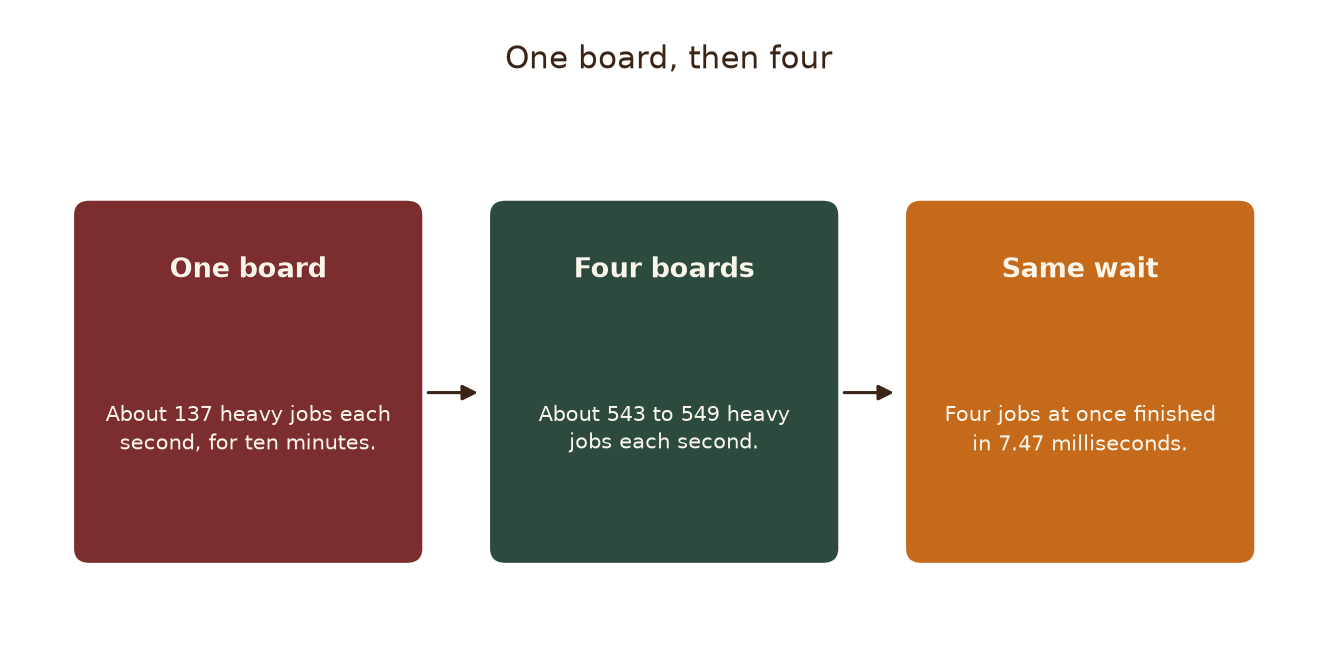 One board, then four
One board
About 137 heavy jobs each
second, for ten minutes.
Four boards
About 543 to 549 heavy
jobs each second.
Same wait
Four jobs at once finished
in 7.47 milliseconds.